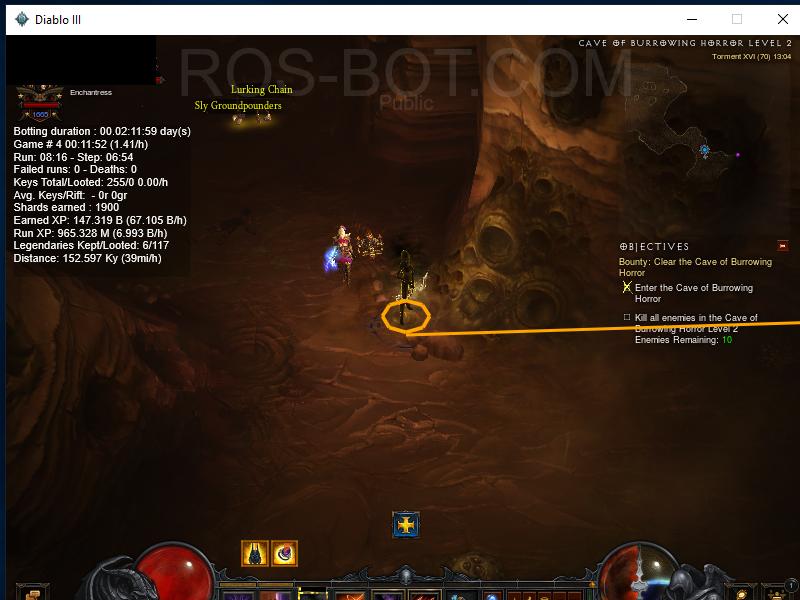 Diablo III
CAVE OF BURROWING HORROR LEVEL 2
Torment XVI (70) 13:04
ROS-BOT.COM
Public
Enchantress
1665
Lurking Chain
Sly Groundpounders
Botting duration : 00.02:11:59 day(s)
Game # 4 00:11:52 (1.41/h)
Run: 08:16 - Step: 06:54
Failed runs: 0 - Deaths: 0
Keys Total/Looted: 255/0 0.00/h
Avg. Keys/Rift:  - 0r 0gr
Shards earned : 1900
Earned XP: 147.319 B (67.105 B/h)
Run XP: 965.328 M (6.993 B/h)
Legendaries Kept/Looted: 6/117
Distance: 152.597 Ky (39mi/h)
OBJECTIVES
Bounty: Clear the Cave of Burrowing
Horror
Enter the Cave of Burrowing
Horror
Kill all enemies in the Cave of
Burrowing Horror Level 2
Enemies Remaining: 10
1